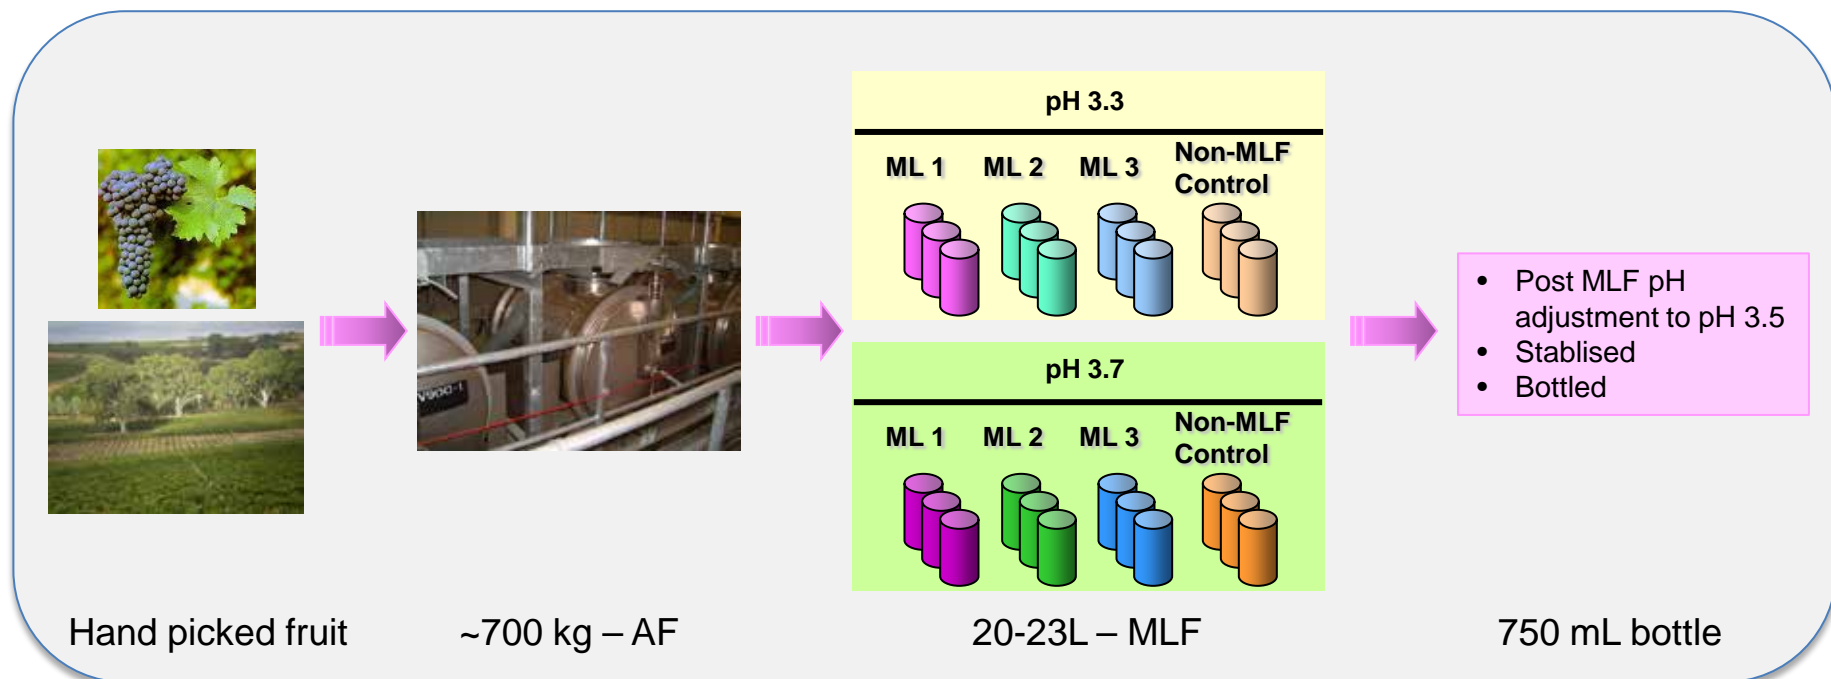 pH 3.3
ML 1
ML 2
ML 3
Non-MLF
Control
pH 3.7
ML 1
ML 2
ML 3
Non-MLF
Control
• Post MLF pH
adjustment to pH 3.5
• Stablised
• Bottled
Hand picked fruit
~700 kg – AF
20-23L – MLF
750 mL bottle